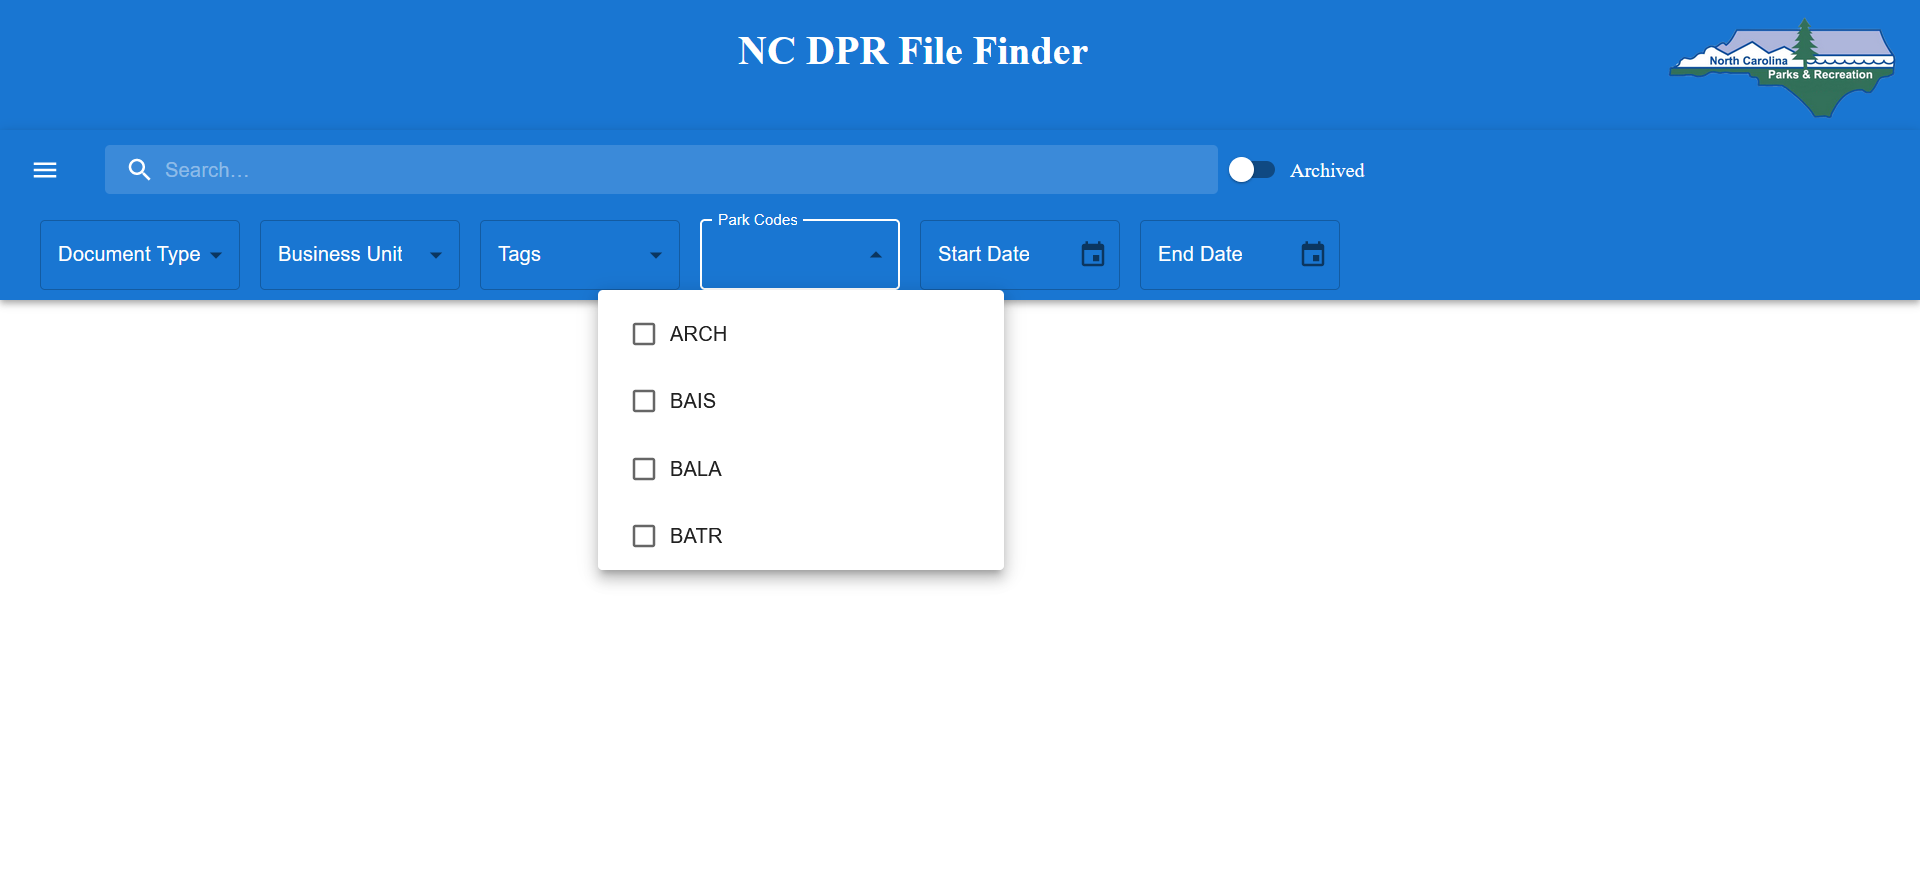 NC DPR File Finder
North Carolina
Parks & Recreation
Search...
Archived
Document Type
Business Unit
Tags
Park Codes
Start Date
End Date
ARCH
BAIS
BALA
BATR